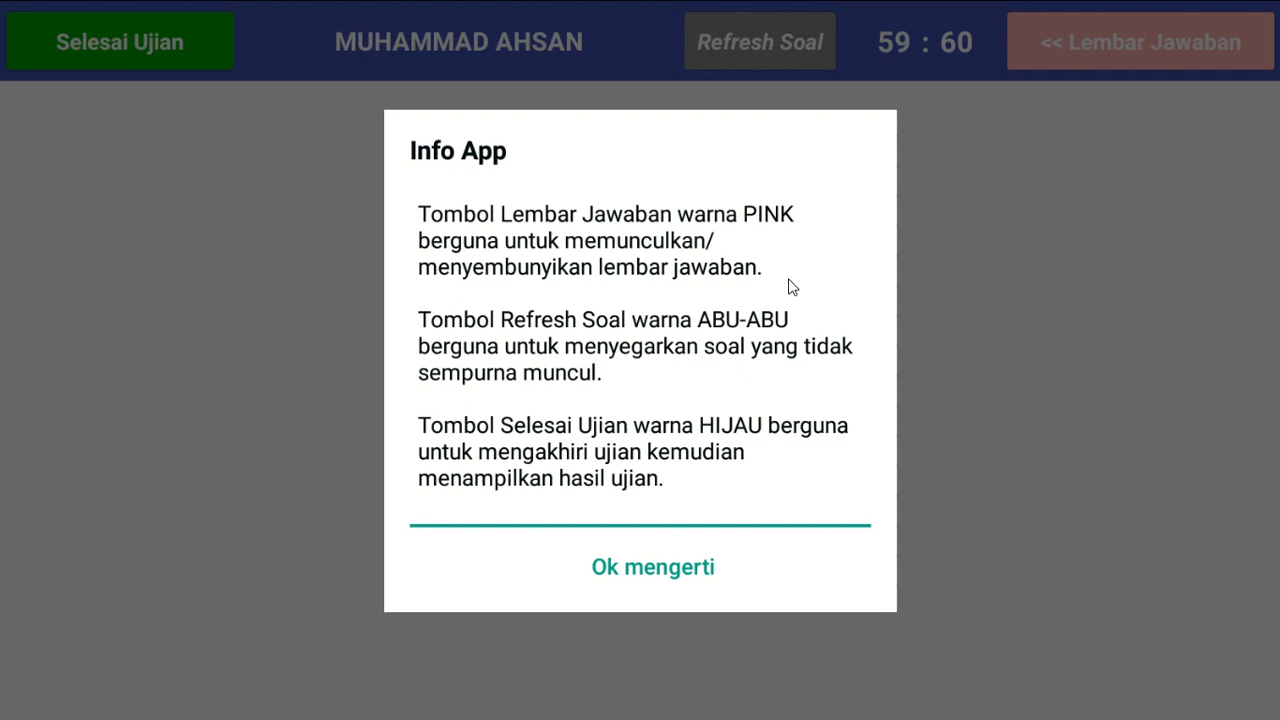 Selesai Ujian
MUHAMMAD AHSAN
Refresh Soal
59 : 60
<< Lembar Jawaban
Info App
Tombol Lembar Jawaban warna PINK
berguna untuk memunculkan/
menyembunyikan lembar jawaban.
Tombol Refresh Soal warna ABU-ABU
berguna untuk menyegarkan soal yang tidak
sempurna muncul.
Tombol Selesai Ujian warna HIJAU berguna
untuk mengakhiri ujian kemudian
menampilkan hasil ujian.
Ok mengerti